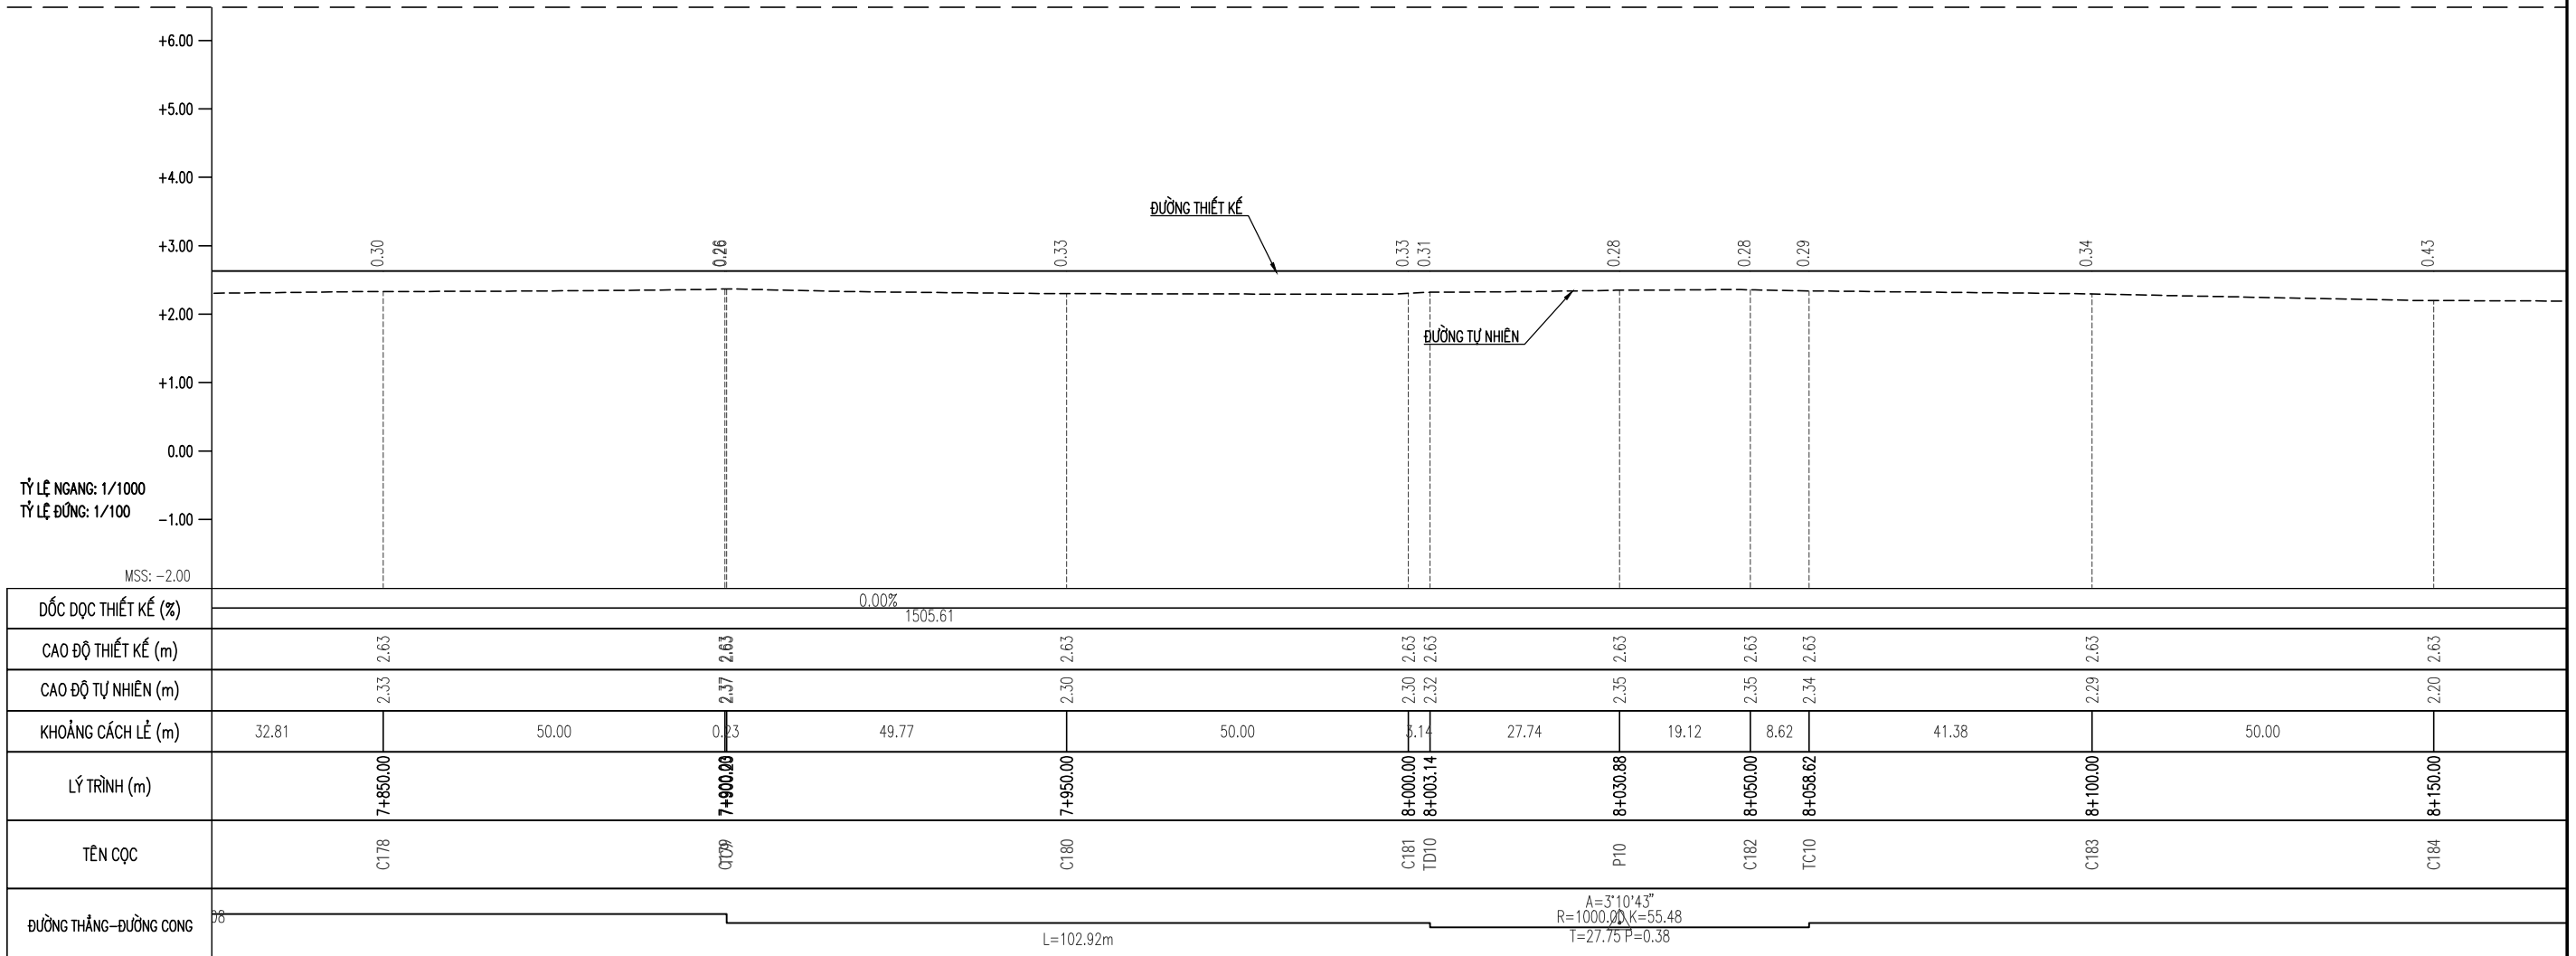 +6.00
+5.00
+4.00
+3.00
+2.00
+1.00
0.00
-1.00
ĐƯỜNG THIẾT KẾ
ĐƯỜNG TỰ NHIÊN
0.30 0.26 0.33 0.33 0.31 0.28 0.28 0.29 0.34 0.43
TỶ LỆ NGANG: 1/1000
TỶ LỆ ĐỨNG: 1/100
MSS: -2.00
DỐC DỌC THIẾT KẾ (%) 0.00% 1505.61
CAO ĐỘ THIẾT KẾ (m) 2.63 2.63 2.63 2.63 2.63 2.63 2.63 2.63 2.63 2.63
CAO ĐỘ TỰ NHIÊN (m) 2.33 2.37 2.30 2.30 2.32 2.35 2.35 2.34 2.29 2.20
KHOẢNG CÁCH LẺ (m) 32.81 50.00 0.23 49.77 50.00 3.14 27.74 19.12 8.62 41.38 50.00
LÝ TRÌNH (m) 7+850.00 7+900.23 7+950.00 8+000.00 8+003.14 8+030.88 8+050.00 8+058.62 8+100.00 8+150.00
TÊN CỌC C178 C179 C180 C181 TD10 P10 C182 TC10 C183 C184
ĐƯỜNG THẲNG-ĐƯỜNG CONG
L=102.92m
A=3°10'43"
R=1000.00 K=55.48
T=27.75 P=0.38